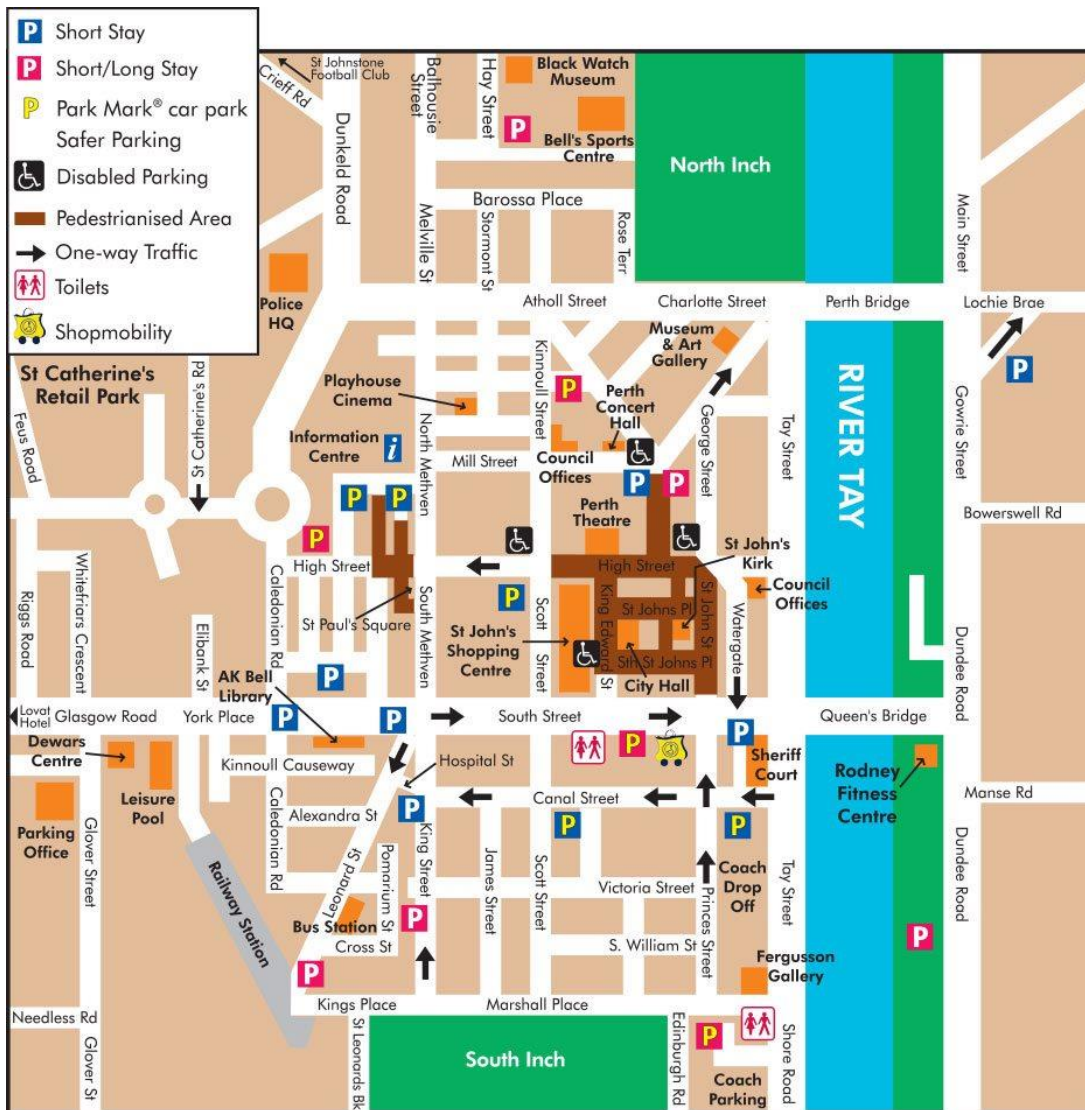 P Short Stay
P Short/Long Stay
P Park Mark® car park
Safer Parking
Disabled Parking
Pedestrianised Area
One-way Traffic
Toilets
Shopmobility
St Johnstone
Football Club
Crieff Rd
Dunkeld Road
Balhousie
Street
Hay Street
Black Watch
Museum
P
Bell's Sports
Centre
North Inch
Main Street
Barossa Place
Melville St
Stormont St
Rose Terr
Police
HQ
Atholl Street
Charlotte Street
Perth Bridge
Lochie Brae
Museum
& Art
Gallery
P
St Catherine's
Retail Park
St Catherine's Rd
Feus Road
Playhouse
Cinema
Kinnoull Street
P
Perth
Concert
Hall
George Street
Tay Street
RIVER TAY
Gowrie Street
Information
Centre
i
North Methven
Mill Street
Council
Offices
P
P
P
P
Perth
Theatre
Bowerswell Rd
P
High Street
High Street
St John's
Kirk
Whitefriars Crescent
Riggs Road
Caledonian Rd
St Paul's Square
South Methven
P
Scott
Street
St John's
Shopping
Centre
King Edward
St
St Johns Pl
St John St
Sth St Johns Pl
City Hall
Watergate
Council
Offices
Elibank St
AK Bell
Library
P
Dundee Road
Lovat
Hotel
Glasgow Road
York Place
P
P
South Street
P
Queen's Bridge
Dewars
Centre
Kinnoull Causeway
Hospital St
P
Sheriff
Court
Rodney
Fitness
Centre
Leisure
Pool
Parking
Office
Glover Street
Caledonian Rd
Alexandra St
P
Canal Street
P
P
Manse Rd
Railway Station
Leonard St
Pomarium St
King Street
James Street
Scott Street
Victoria Street
Princes Street
Coach
Drop
Off
Tay Street
Dundee Road
Bus Station
P
Cross St
S. William St
P
P
Fergusson
Gallery
Kings Place
Marshall Place
Needless Rd
Glover St
St Leonards Bk
South Inch
Edinburgh Rd
P
Shore Road
Coach
Parking